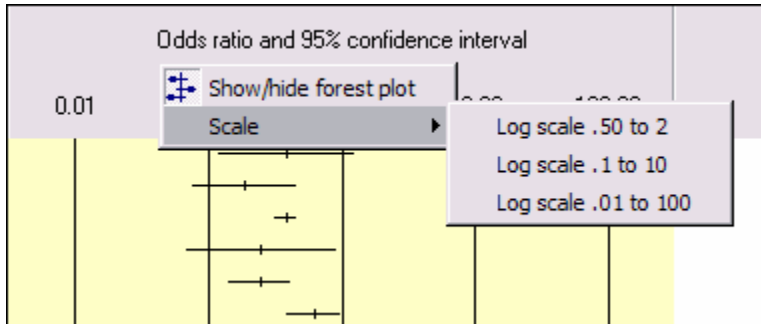 Odds ratio and 95% confidence interval
Show/hide forest plot
0.01
Scale
Log scale .50 to 2
Log scale .1 to 10
Log scale .01 to 100